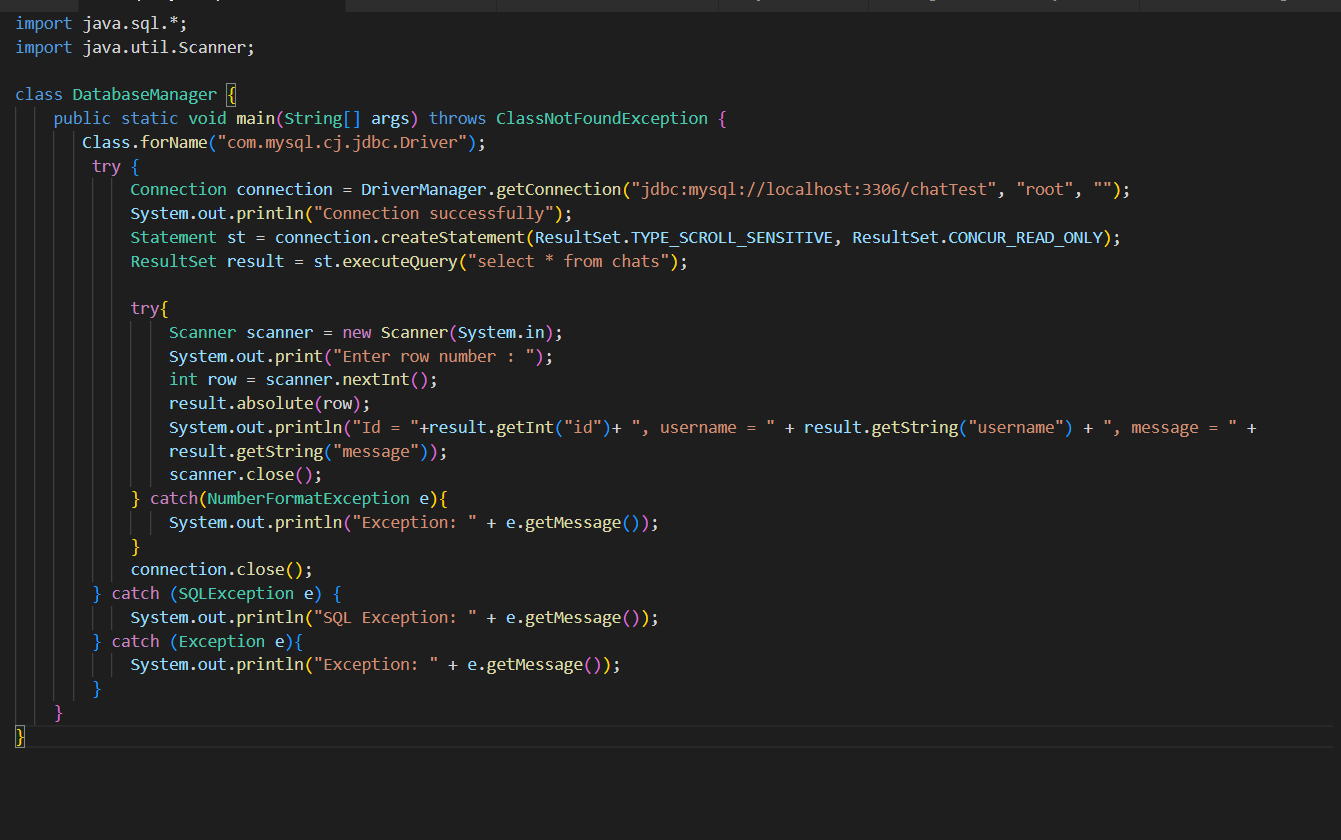 import java.sql.*;
import java.util.Scanner;
class DatabaseManager {
public static void main(String[] args) throws ClassNotFoundException {
Class.forName("com.mysql.cj.jdbc.Driver");
try {
Connection connection = DriverManager.getConnection("jdbc:mysql://localhost:3306/chatTest", "root", "");
System.out.println("Connection successfully");
Statement st = connection.createStatement(ResultSet.TYPE_SCROLL_SENSITIVE, ResultSet.CONCUR_READ_ONLY);
ResultSet result = st.executeQuery("select * from chats");
try{
Scanner scanner = new Scanner(System.in);
System.out.print("Enter row number : ");
int row = scanner.nextInt();
result.absolute(row);
System.out.println("Id = "+result.getInt("id")+ ", username = " + result.getString("username") + ", message = " +
result.getString("message"));
scanner.close();
} catch(NumberFormatException e){
System.out.println("Exception: " + e.getMessage());
}
connection.close();
} catch (SQLException e) {
System.out.println("SQL Exception: " + e.getMessage());
} catch (Exception e){
System.out.println("Exception: " + e.getMessage());
}
}
}